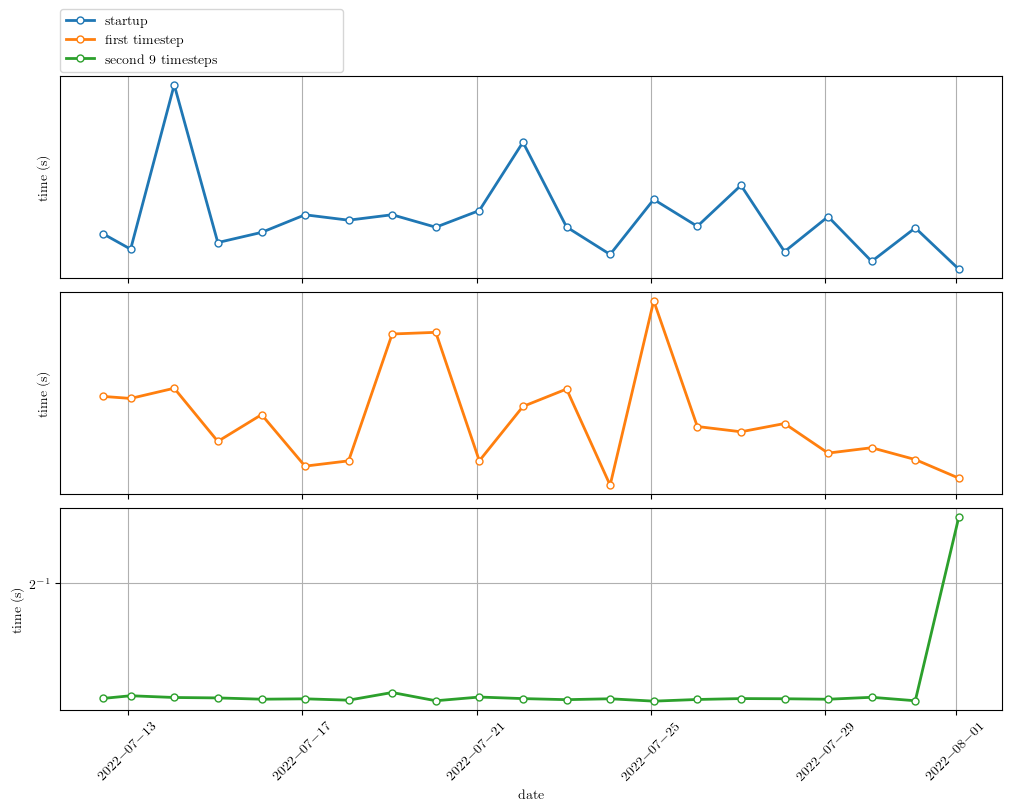 startup
first timestep
second 9 timesteps
time (s)
time (s)
time (s)
2⁻¹
2022−07−13
2022−07−17
2022−07−21
2022−07−25
2022−07−29
2022−08−01
date